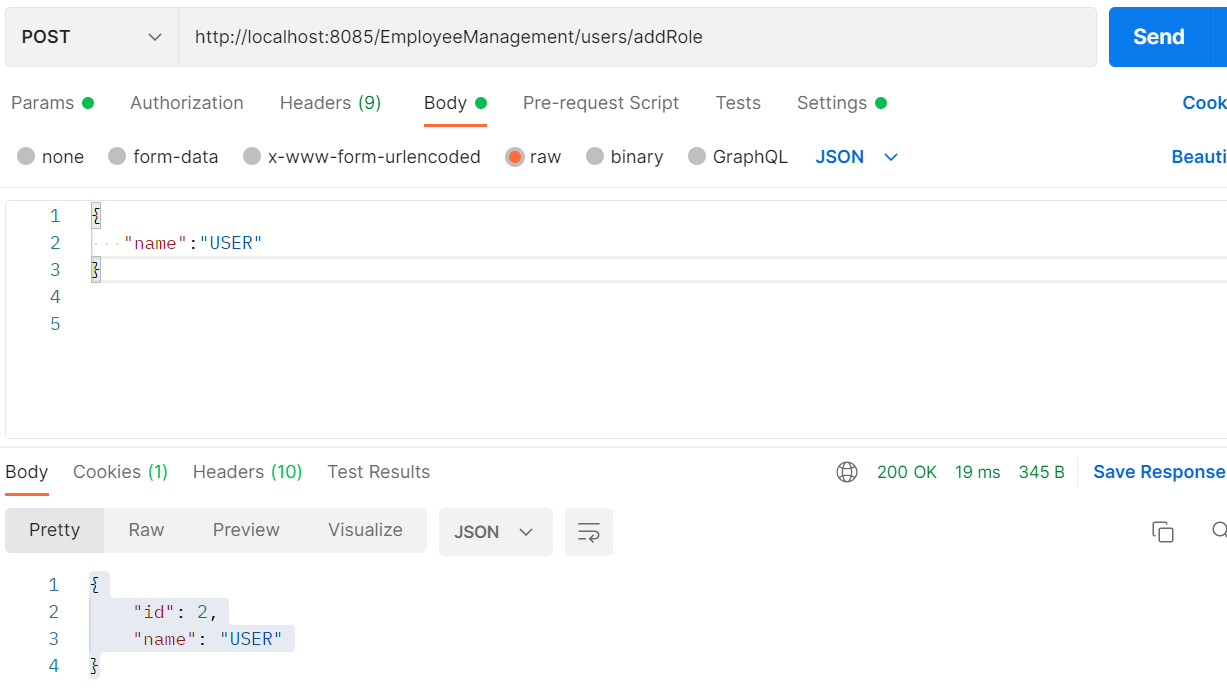 POST http://localhost:8085/EmployeeManagement/users/addRole Send
Params Authorization Headers (9) Body Pre-request Script Tests Settings Cook
none form-data x-www-form-urlencoded raw binary GraphQL JSON Beauti
1 {
2 "name":"USER"
3 }
4
5
Body Cookies (1) Headers (10) Test Results 200 OK 19 ms 345 B Save Response
Pretty Raw Preview Visualize JSON
1 {
2 "id": 2,
3 "name": "USER"
4 }